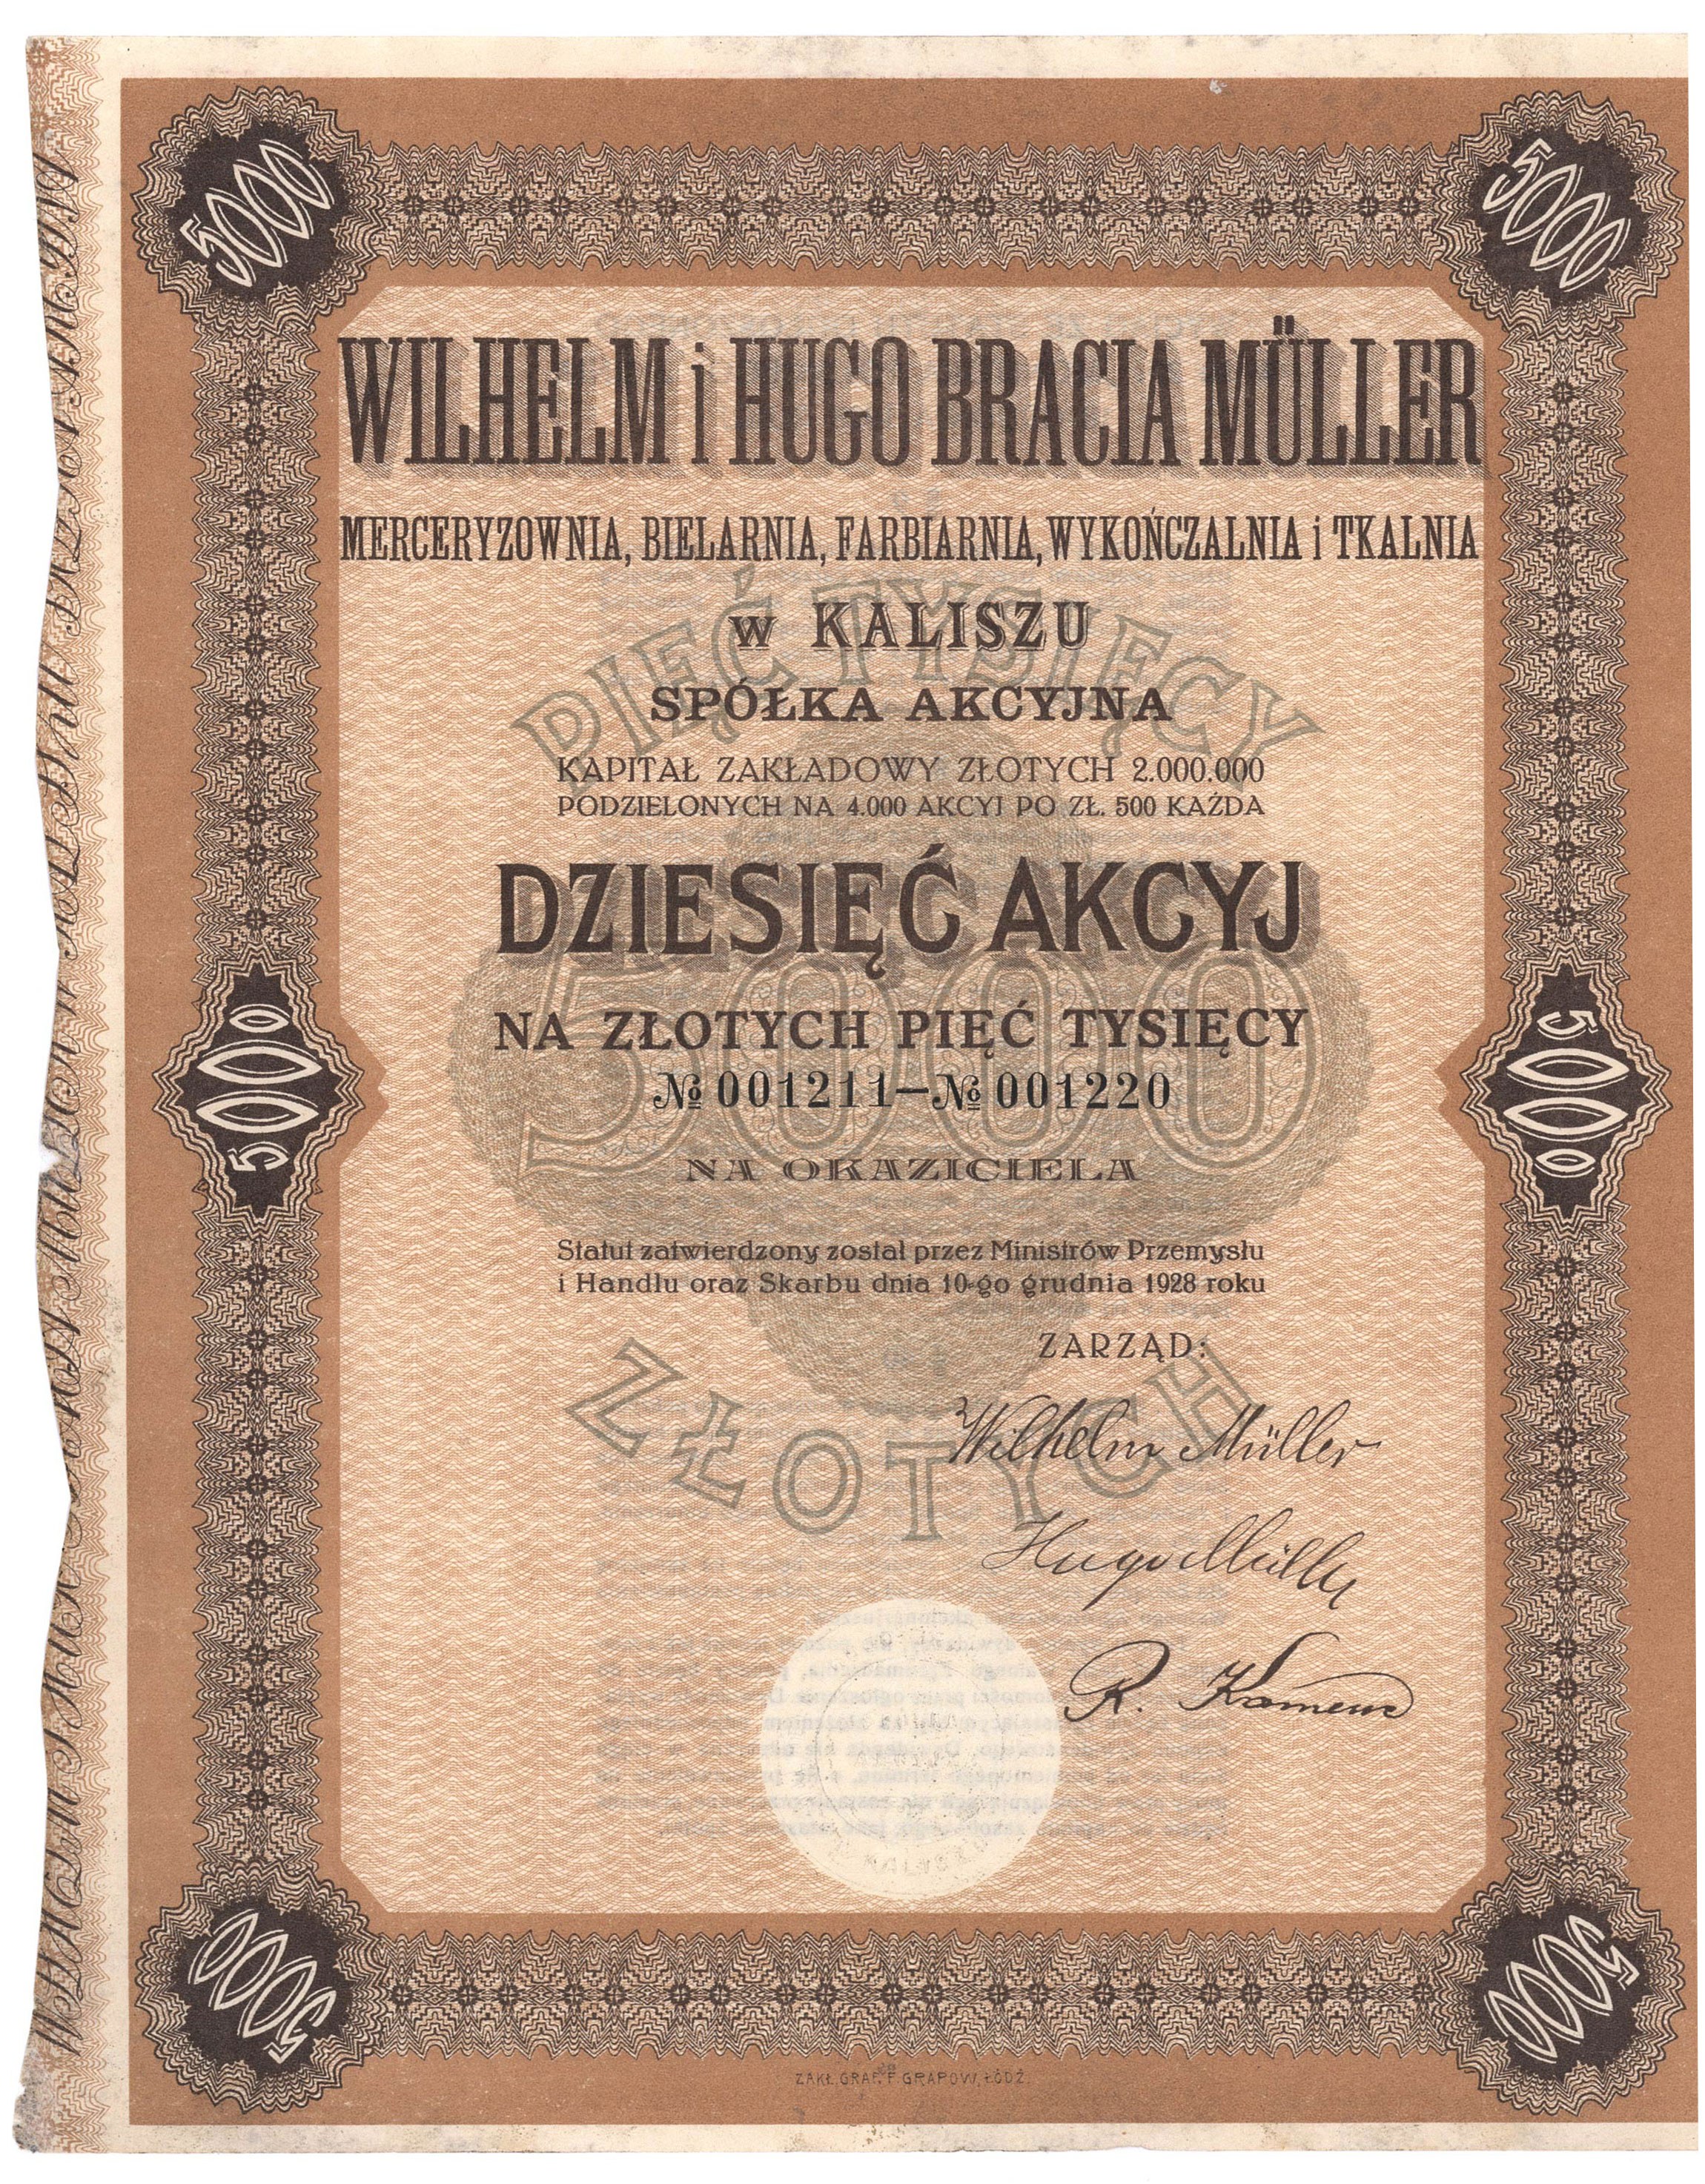 5000
5000
WILHELM i HUGO BRACIA MÜLLER
MERCERYZOWNIA, BIELARNIA, FARBIARNIA, WYKOŃCZALNIA i TKALNIA
w KALISZU
PIĘĆ TYSIĘCY
SPÓŁKA AKCYJNA
KAPITAŁ ZAKŁADOWY ZŁOTYCH 2.000.000
PODZIELONYCH NA 4.000 AKCYJ PO ZŁ. 500 KAŻDA
DZIESIĘĆ AKCYJ
5000
5000
5000
NA ZŁOTYCH PIĘĆ TYSIĘCY
№ 001211—№ 001220
NA OKAZICIELA
Statut zatwierdzony został przez Ministrów Przemysłu
i Handlu oraz Skarbu dnia 10-go grudnia 1928 roku
ZARZĄD:
ZŁOTYCH
Wilhelm Müller
Hugo Müller
R.
5000
5000
ZAKŁ. GRAF. F. GRAPOW, ŁÓDŹ.